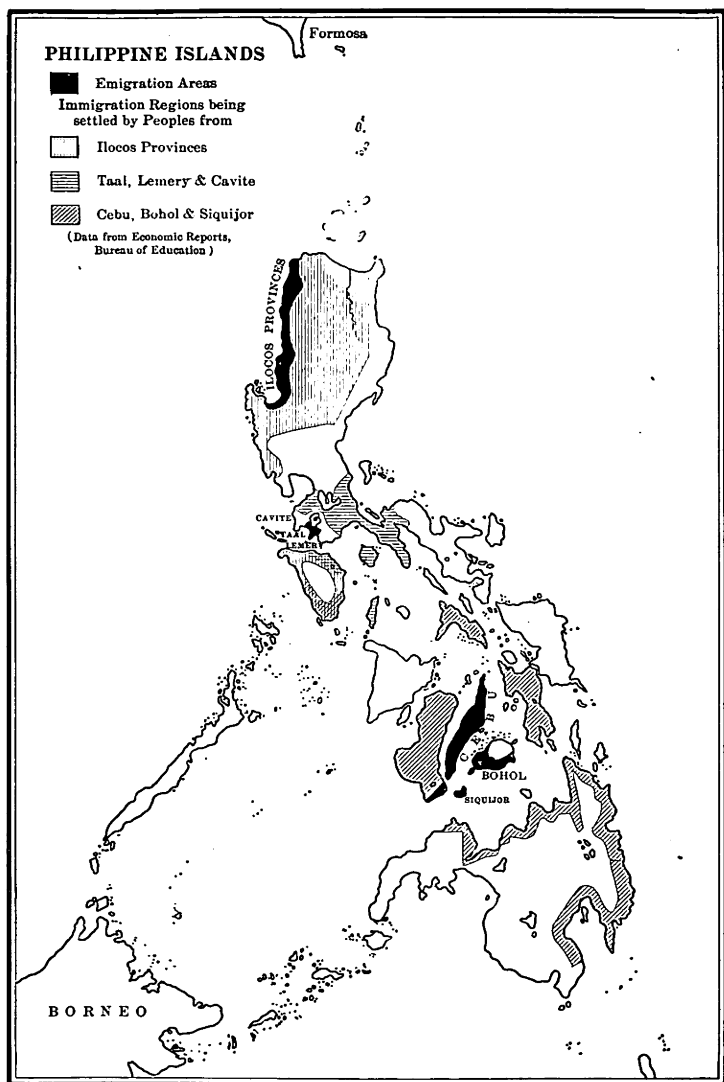 Formosa
PHILIPPINE ISLANDS
Emigration Areas
Immigration Regions being
settled by Peoples from
Ilocos Provinces
Taal, Lemery & Cavite
Cebu, Bohol & Siquijor
(Data from Economic Reports,
Bureau of Education)
ILOCOS PROVINCES
CAVITE
TAAL
LEMERY
CEBU
BOHOL
SIQUIJOR
BORNEO